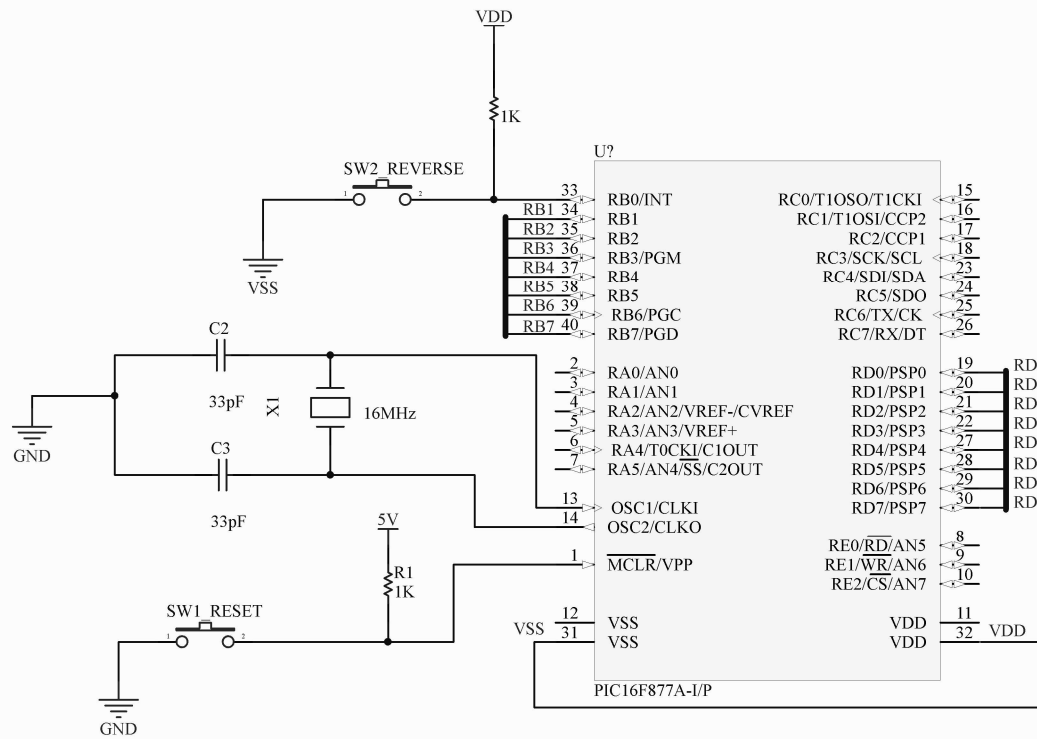 VDD
1K
U?
SW2_REVERSE
1
2
VSS
33
RB0/INT
RB1 34
RB1
RB2 35
RB2
RB3 36
RB3/PGM
RB4 37
RB4
RB5 38
RB5
RB6 39
RB6/PGC
RB7 40
RB7/PGD
RC0/T1OSO/T1CKI
15
RC1/T1OSI/CCP2
16
RC2/CCP1
17
RC3/SCK/SCL
18
RC4/SDI/SDA
23
RC5/SDO
24
RC6/TX/CK
25
RC7/RX/DT
26
2
RA0/AN0
3
RA1/AN1
4
RA2/AN2/VREF-/CVREF
5
RA3/AN3/VREF+
6
RA4/T0CKI/C1OUT
7
RA5/AN4/SS/C2OUT
RD0/PSP0
19
RD
RD1/PSP1
20
RD
RD2/PSP2
21
RD
RD3/PSP3
22
RD
RD4/PSP4
27
RD
RD5/PSP5
28
RD
RD6/PSP6
29
RD
RD7/PSP7
30
RD
C2
33pF
X1
16MHz
C3
33pF
GND
13
OSC1/CLKI
14
OSC2/CLKO
5V
R1
1K
1
MCLR/VPP
RE0/RD/AN5
8
RE1/WR/AN6
9
RE2/CS/AN7
10
SW1_RESET
1
2
GND
VSS
12
VSS
31
VSS
VDD
11
VDD
32
VDD
PIC16F877A-I/P